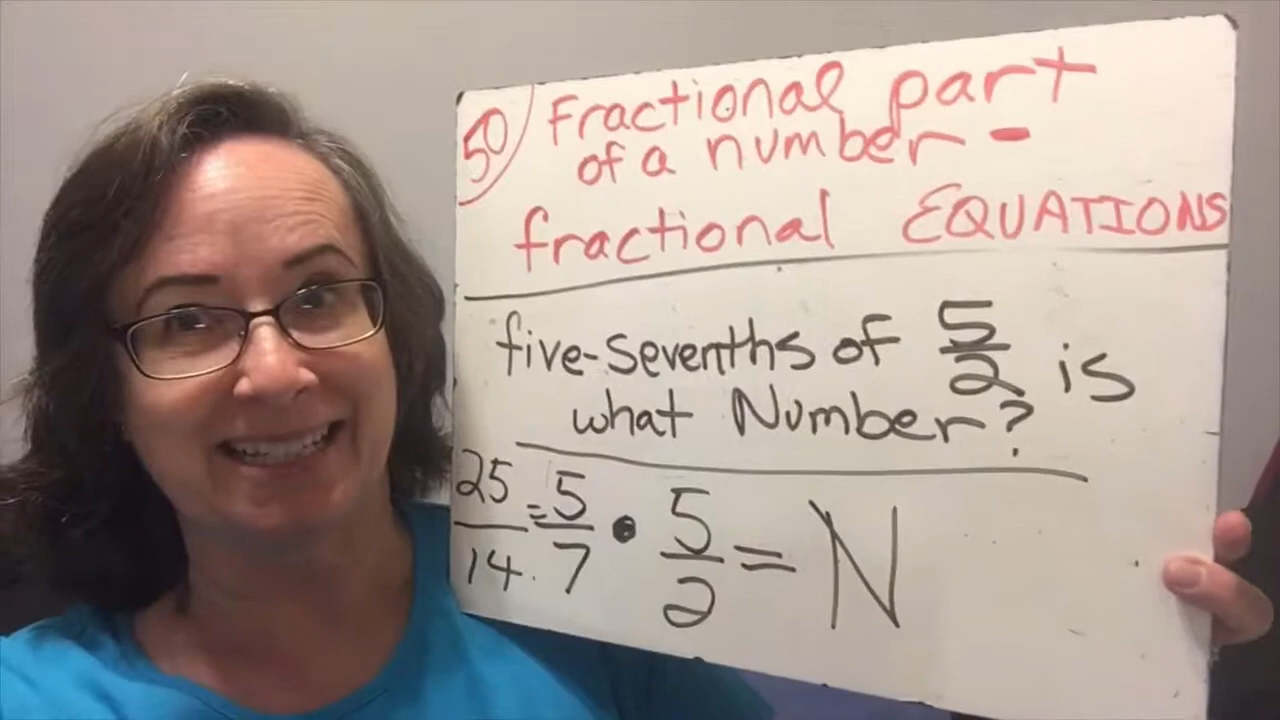 50) Fractional part
of a number -
fractional EQUATIONS
five-sevenths of 5/2 is
what Number?
25/14 = 5/7 • 5/2 = N